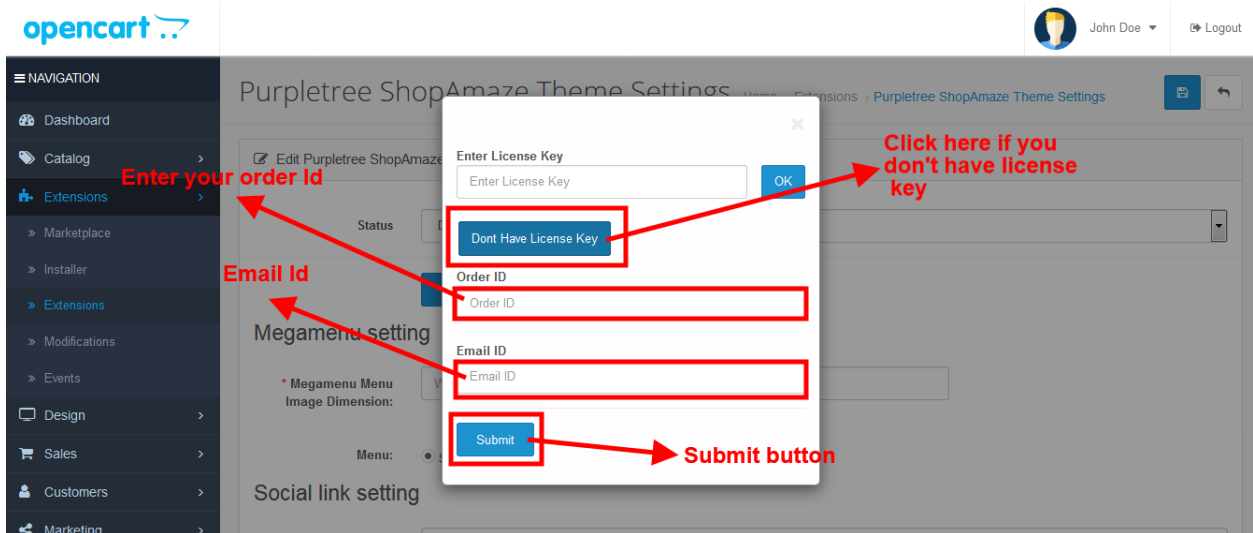 opencart
John Doe
Logout
NAVIGATION
Purpletree ShopAmaze Theme Settings
Home > Extensions > Purpletree ShopAmaze Theme Settings
Dashboard
Catalog
Extensions
Marketplace
Installer
Extensions
Modifications
Events
Design
Sales
Customers
Marketing
Edit Purpletree ShopAmaze
Enter License Key
Enter License Key
OK
Click here if you
don't have license
key
Enter your order Id
Status
Dont Have License Key
Order ID
Order ID
Email Id
Megamenu setting
Email ID
Email ID
* Megamenu Menu
Image Dimension:
Submit
Submit button
Menu:
Social link setting